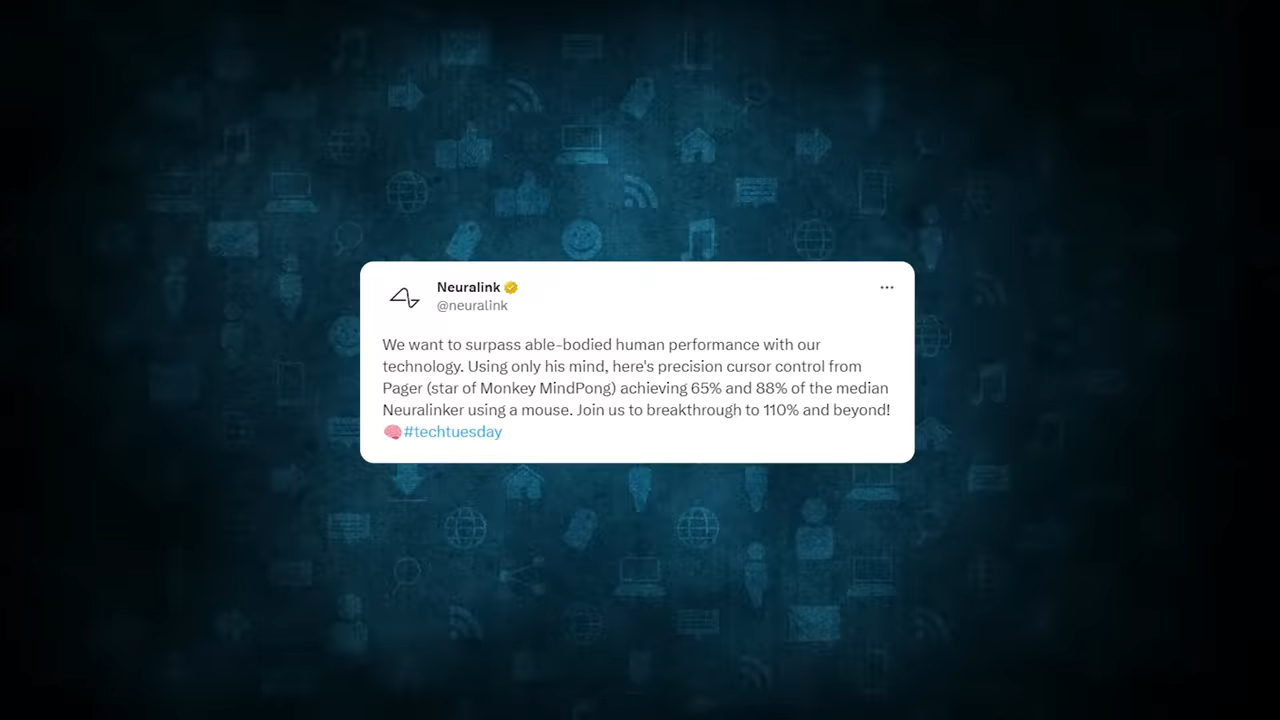 Neuralink
@neuralink
We want to surpass able-bodied human performance with our
technology. Using only his mind, here's precision cursor control from
Pager (star of Monkey MindPong) achieving 65% and 88% of the median
Neuralinker using a mouse. Join us to breakthrough to 110% and beyond!
🧠#techtuesday